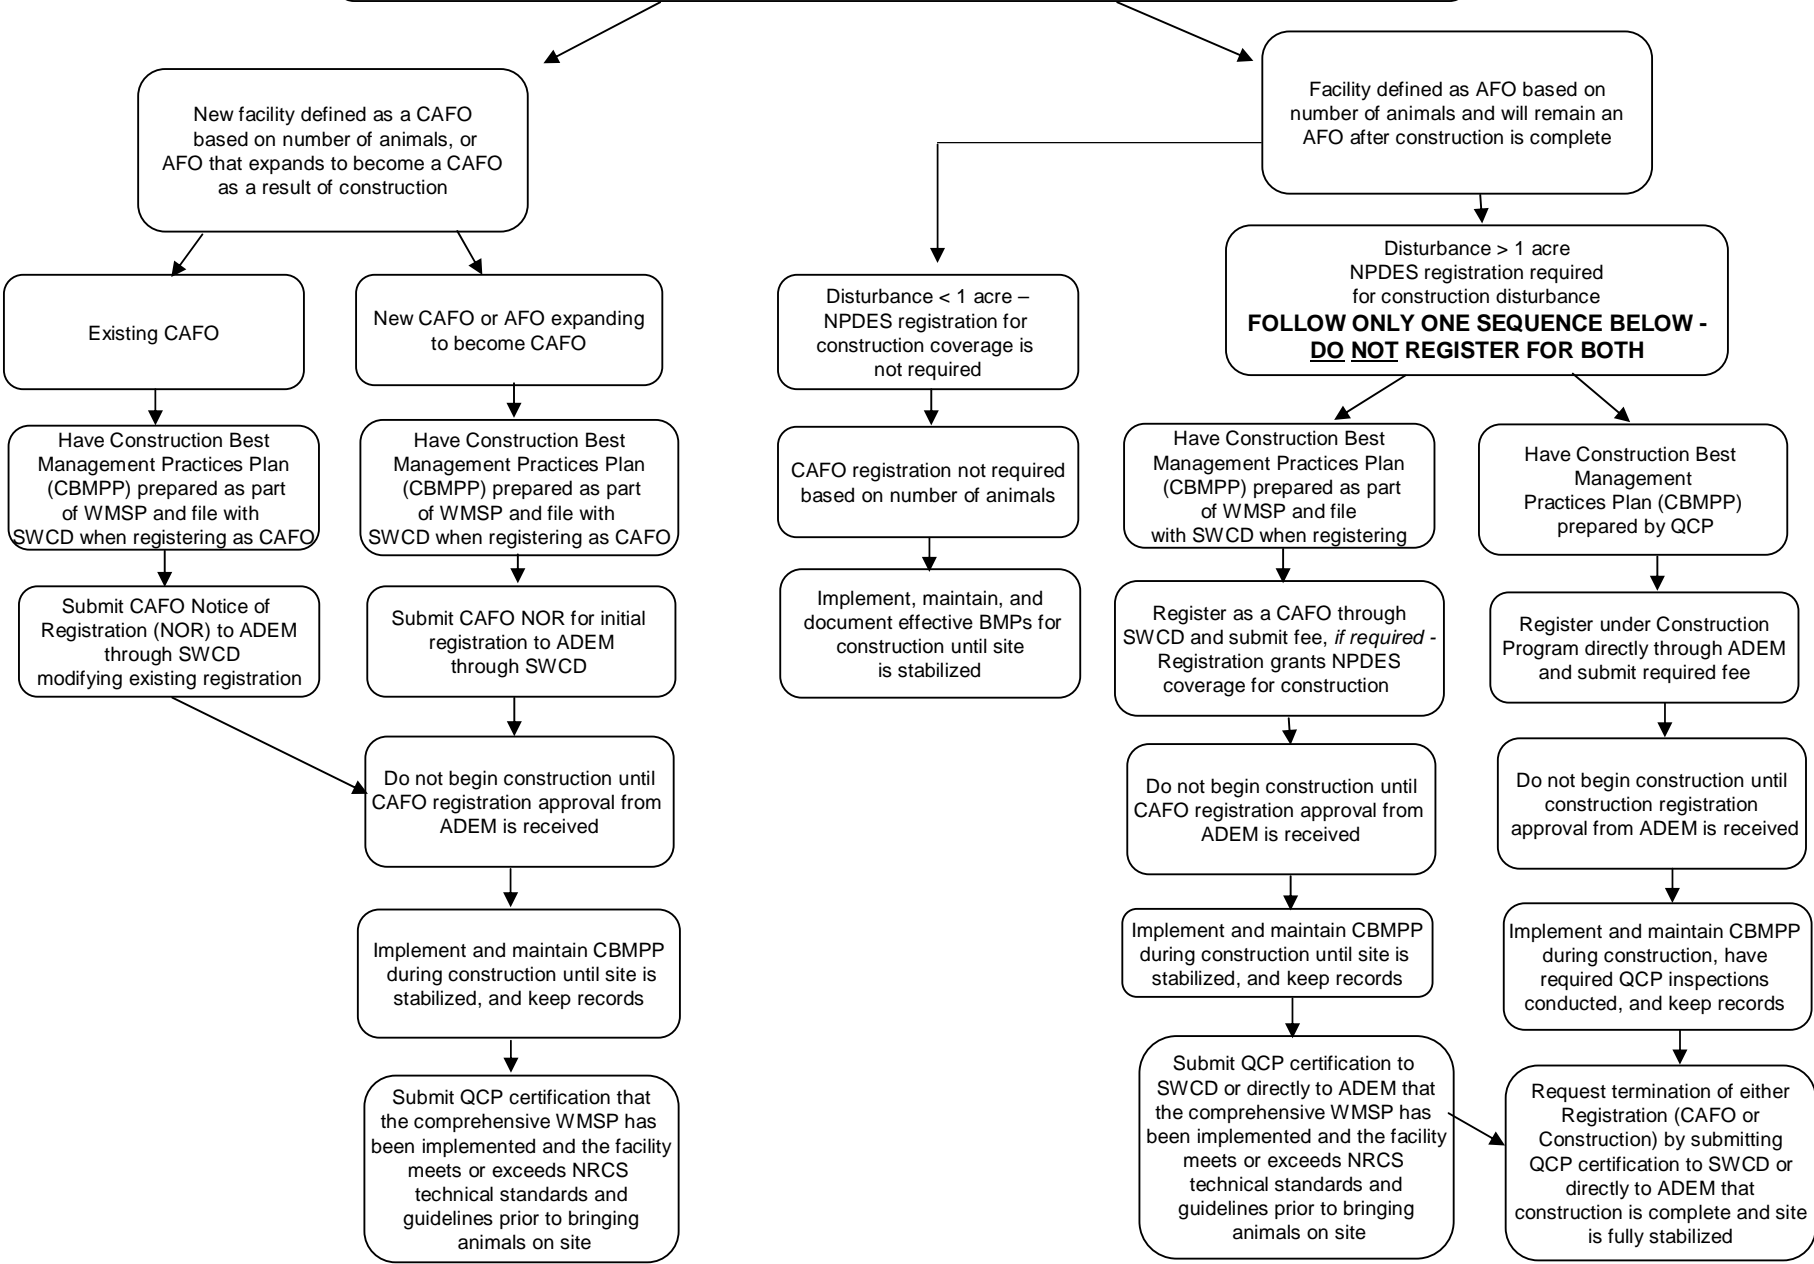 New facility defined as a CAFO
based on number of animals, or
AFO that expands to become a CAFO
as a result of construction
Facility defined as AFO based on
number of animals and will remain an
AFO after construction is complete
Existing CAFO
New CAFO or AFO expanding
to become CAFO
Disturbance < 1 acre –
NPDES registration for
construction coverage is
not required
Disturbance > 1 acre
NPDES registration required
for construction disturbance
FOLLOW ONLY ONE SEQUENCE BELOW -
DO NOT REGISTER FOR BOTH
Have Construction Best
Management Practices Plan
(CBMPP) prepared as part
of WMSP and file with
SWCD when registering as CAFO
Have Construction Best
Management Practices Plan
(CBMPP) prepared as part
of WMSP and file with
SWCD when registering as CAFO
CAFO registration not required
based on number of animals
Have Construction Best
Management Practices Plan
(CBMPP) prepared as part
of WMSP and file
with SWCD when registering
Have Construction Best
Management
Practices Plan (CBMPP)
prepared by QCP
Submit CAFO Notice of
Registration (NOR) to ADEM
through SWCD
modifying existing registration
Submit CAFO NOR for initial
registration to ADEM
through SWCD
Implement, maintain, and
document effective BMPs for
construction until site
is stabilized
Register as a CAFO through
SWCD and submit fee, if required -
Registration grants NPDES
coverage for construction
Register under Construction
Program directly through ADEM
and submit required fee
Do not begin construction until
CAFO registration approval from
ADEM is received
Do not begin construction until
CAFO registration approval from
ADEM is received
Do not begin construction until
construction registration
approval from ADEM is received
Implement and maintain CBMPP
during construction until site is
stabilized, and keep records
Implement and maintain CBMPP
during construction until site is
stabilized, and keep records
Implement and maintain CBMPP
during construction, have
required QCP inspections
conducted, and keep records
Submit QCP certification that
the comprehensive WMSP has
been implemented and the facility
meets or exceeds NRCS
technical standards and
guidelines prior to bringing
animals on site
Submit QCP certification to
SWCD or directly to ADEM that
the comprehensive WMSP has
been implemented and the facility
meets or exceeds NRCS
technical standards and
guidelines prior to bringing
animals on site
Request termination of either
Registration (CAFO or
Construction) by submitting
QCP certification to SWCD or
directly to ADEM that
construction is complete and site
is fully stabilized